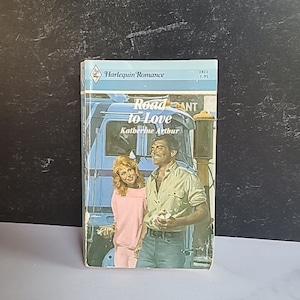 Harlequin Romance
Road
to Love
Katherine Arthur